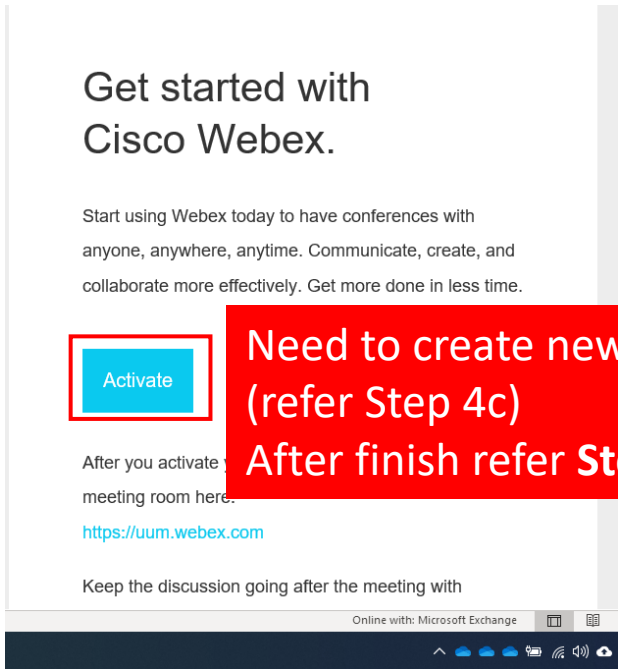 Get started with
Cisco Webex.
Start using Webex today to have conferences with
anyone, anywhere, anytime. Communicate, create, and
collaborate more effectively. Get more done in less time.
Activate
Need to create new
(refer Step 4c)
After finish refer
After you activate
meeting room here.
https://uum.webex.com
Keep the discussion going after the meeting with
Online with: Microsoft Exchange